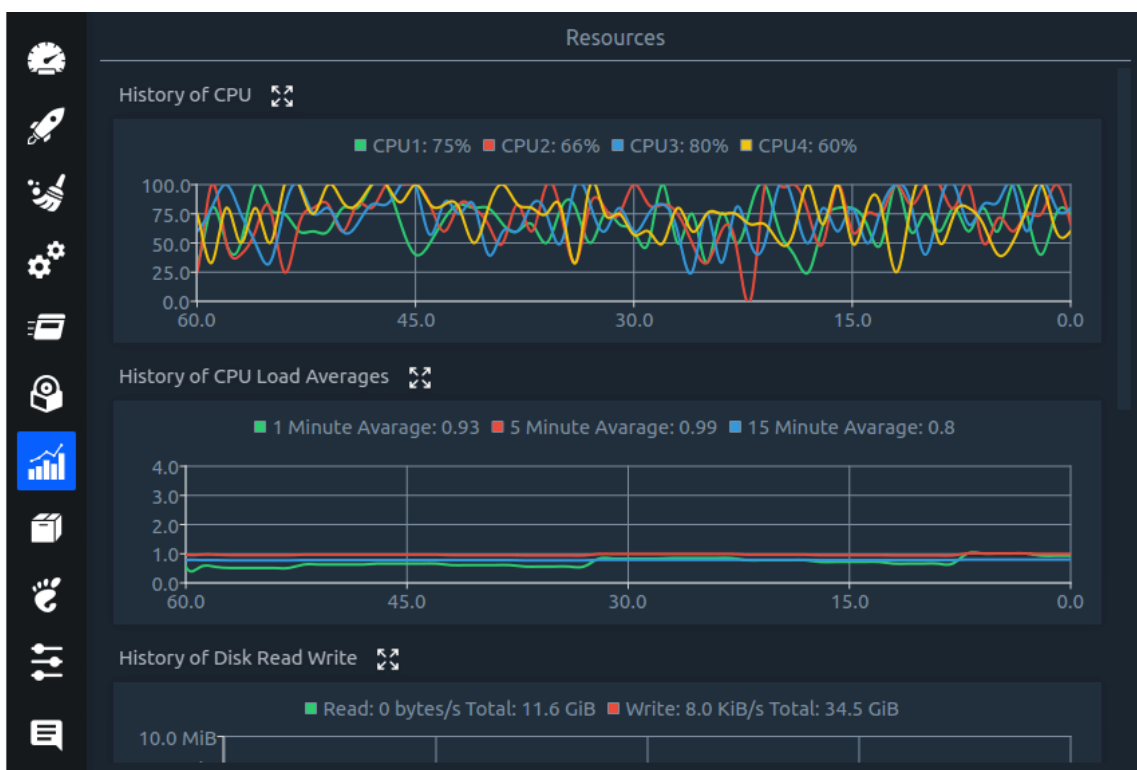 Resources
History of CPU
CPU1: 75% CPU2: 66% CPU3: 80% CPU4: 60%
100.0
75.0
50.0
25.0
0.0
60.0 45.0 30.0 15.0 0.0
History of CPU Load Averages
1 Minute Avarage: 0.93 5 Minute Avarage: 0.99 15 Minute Avarage: 0.8
4.0
3.0
2.0
1.0
0.0
60.0 45.0 30.0 15.0 0.0
History of Disk Read Write
Read: 0 bytes/s Total: 11.6 GiB Write: 8.0 KiB/s Total: 34.5 GiB
10.0 MiB